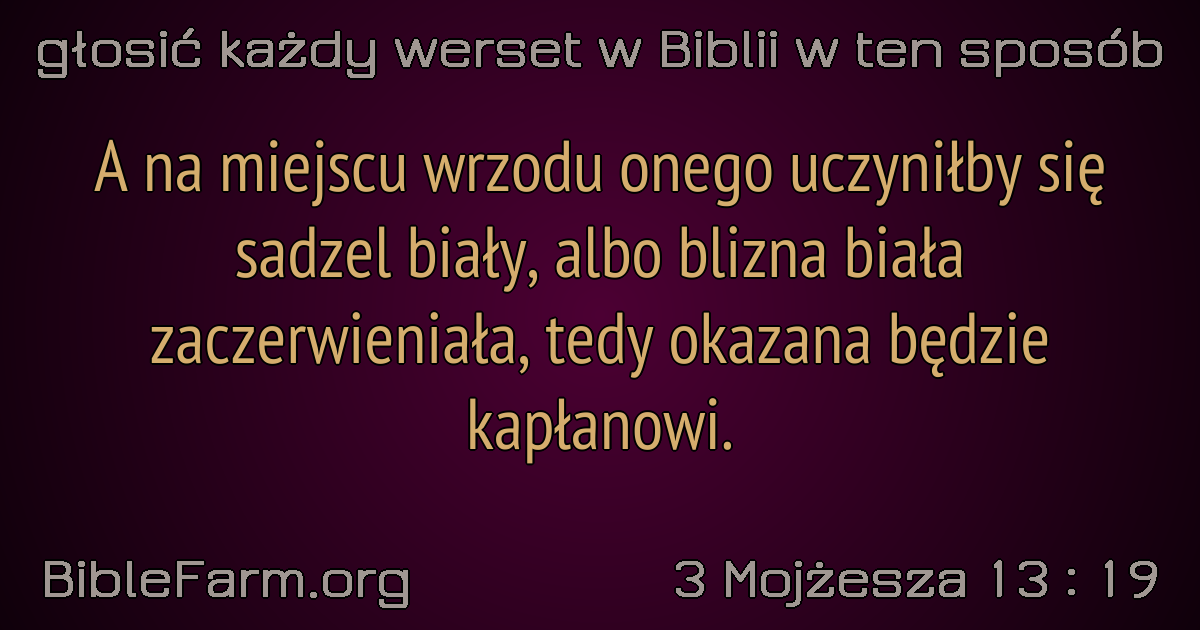 głosić każdy werset w Biblii w ten sposób
A na miejscu wrzodu onego uczyniłby się
sadzel biały, albo blizna biała
zaczerwieniała, tedy okazana będzie
kapłanowi.
BibleFarm.org
3 Mojżesza 13 : 19